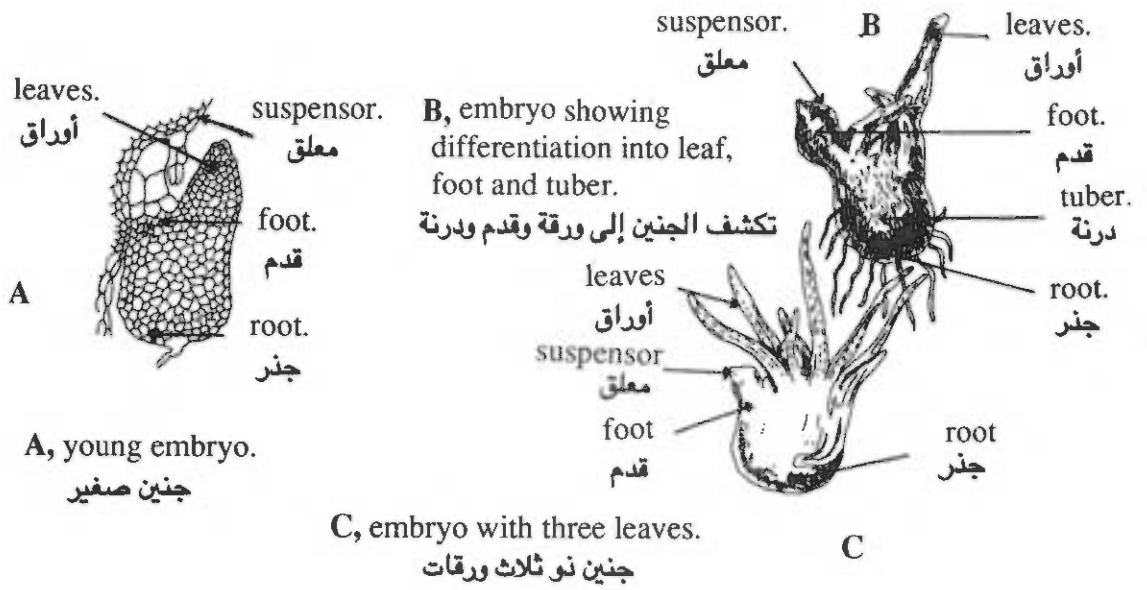 leaves.
أوراق
suspensor.
معلق
foot.
قدم
A
root.
جذر
A, young embryo.
جنين صغير
B, embryo showing
differentiation into leaf,
foot and tuber.
تكشف الجنين إلى ورقة وقدم ودرنة
suspensor.
معلق
B
leaves.
أوراق
foot.
قدم
tuber.
درنة
root.
جذر
leaves
أوراق
suspensor
معلق
foot
قدم
root
جذر
C
C, embryo with three leaves.
جنين ذو ثلاث ورقات